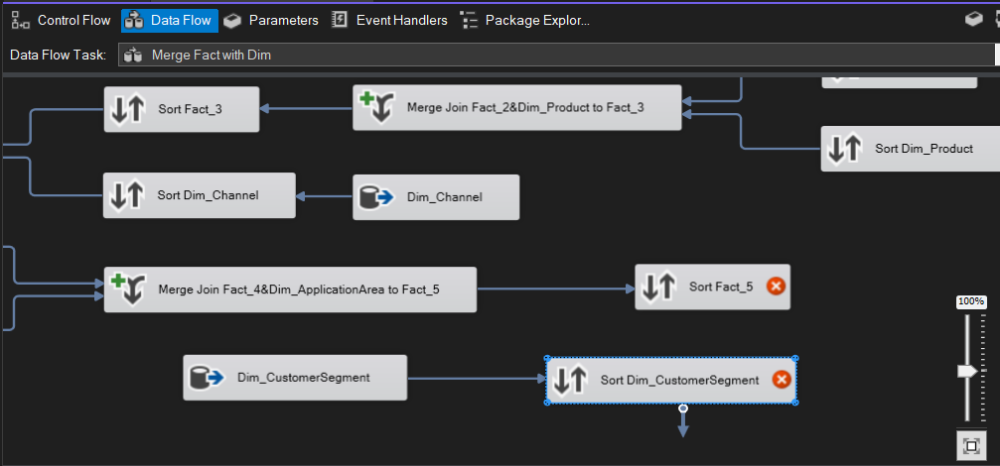 Control Flow
Data Flow
Parameters
Event Handlers
Package Explor...
Data Flow Task:
Merge Fact with Dim
Sort Fact_3
Merge Join Fact_2&Dim_Product to Fact_3
Sort Dim_Product
Sort Dim_Channel
Dim_Channel
Merge Join Fact_4&Dim_ApplicationArea to Fact_5
Sort Fact_5
100%
Dim_CustomerSegment
Sort Dim_CustomerSegment